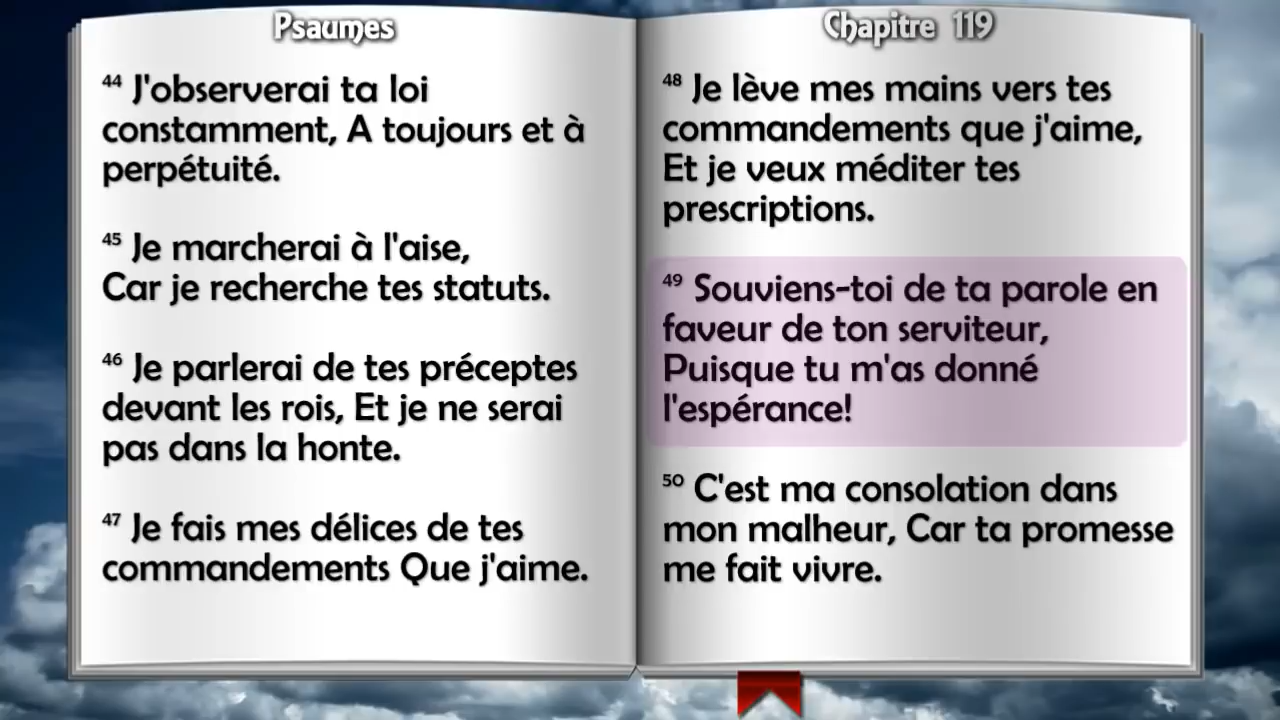 Psaumes
44 J'observerai ta loi
constamment, A toujours et à
perpétuité.
45 Je marcherai à l'aise,
Car je recherche tes statuts.
46 Je parlerai de tes préceptes
devant les rois, Et je ne serai
pas dans la honte.
47 Je fais mes délices de tes
commandements Que j'aime.
Chapitre 119
48 Je lève mes mains vers tes
commandements que j'aime,
Et je veux méditer tes
prescriptions.
49 Souviens-toi de ta parole en
faveur de ton serviteur,
Puisque tu m'as donné
l'espérance!
50 C'est ma consolation dans
mon malheur, Car ta promesse
me fait vivre.